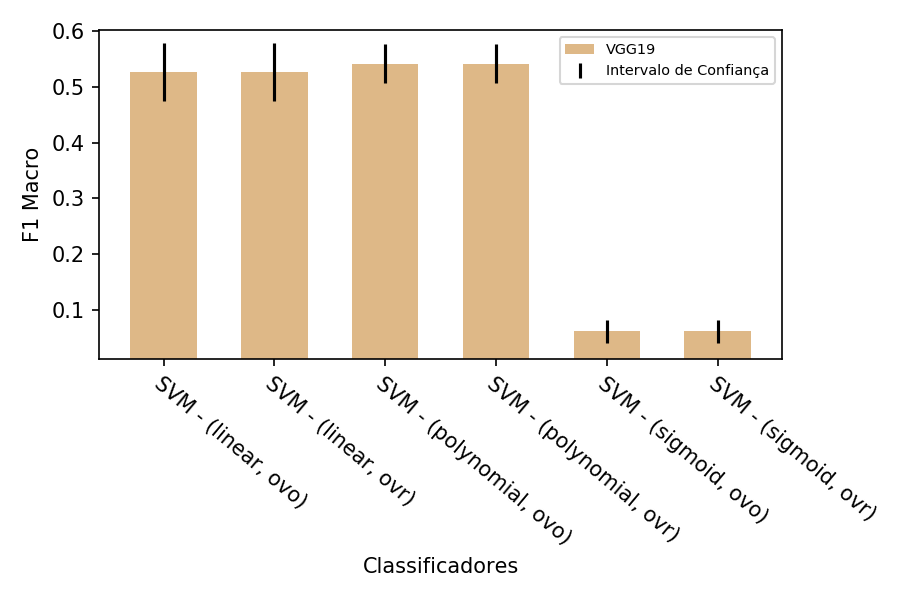 0.6
0.5
0.4
0.3
0.2
0.1
F1 Macro
VGG19
Intervalo de Confiança
SVM - (linear, ovo)
SVM - (linear, ovr)
SVM - (polynomial, ovo)
SVM - (polynomial, ovr)
SVM - (sigmoid, ovo)
SVM - (sigmoid, ovr)
Classificadores